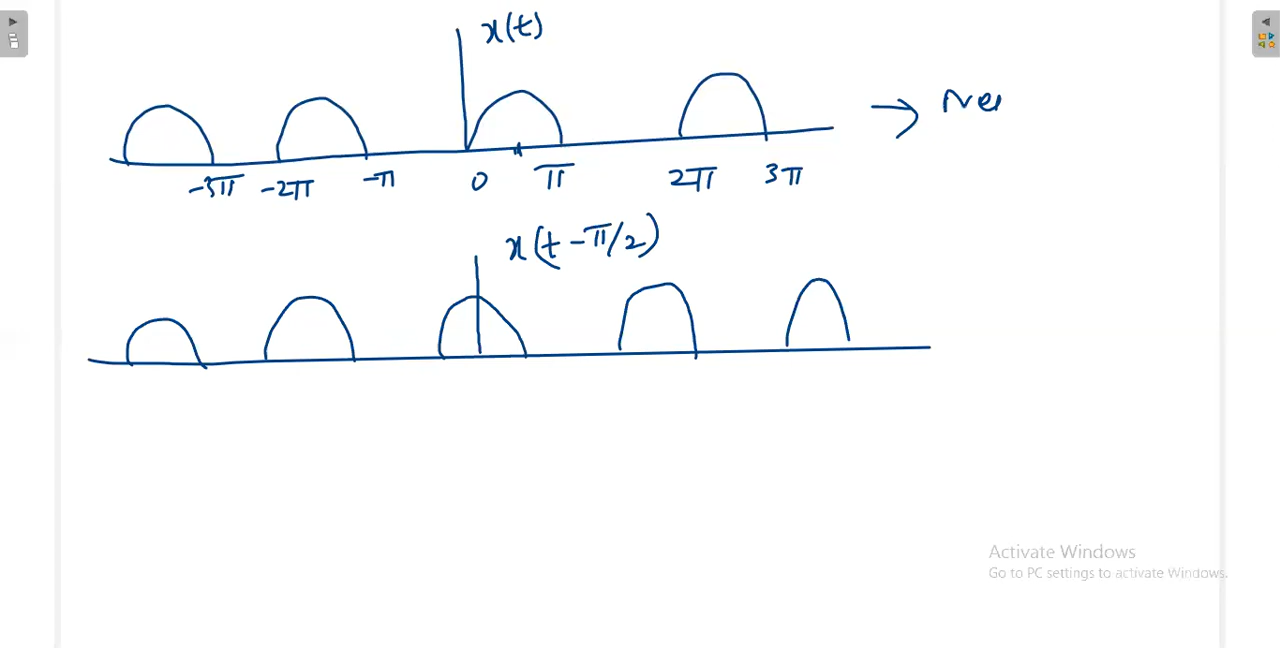 x(t)
→ Ne
-3π -2π -π 0 π 2π 3π
x(t-π/2)
Activate Windows
Go to PC settings to activate Windows.